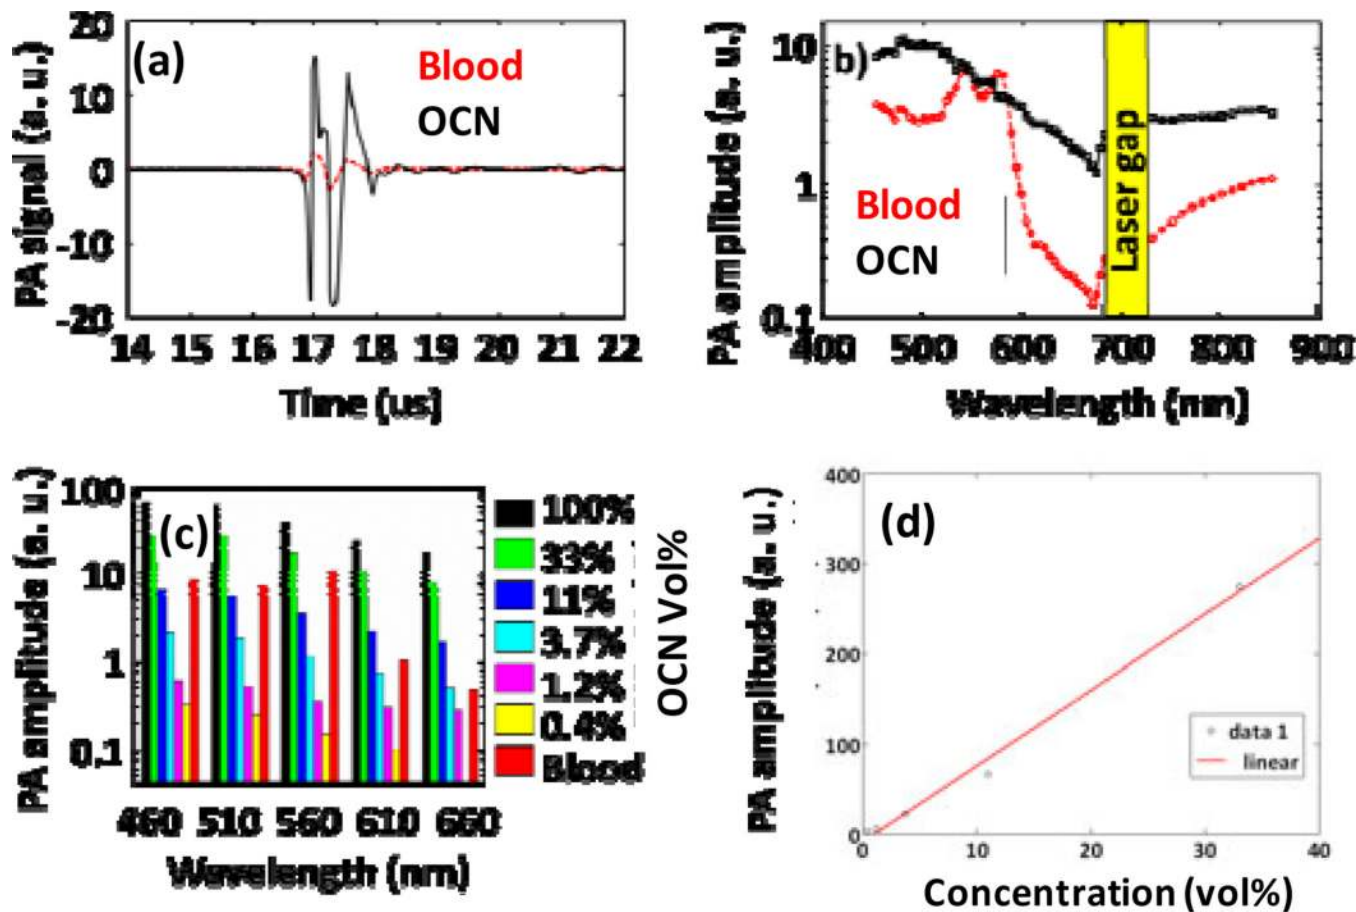 20
10
0
-10
-20
PA signal (a. u.)
(a)
Blood
OCN
14 15 16 17 18 19 20 21 22
Time (us)
10
1
0.1
PA amplitude (a. u.)
b)
Blood
OCN
Laser gap
400 500 600 700 800 900
Wavelength (nm)
100
10
1
0.1
PA amplitude (a. u.)
(c)
100%
33%
11%
3.7%
1.2%
0.4%
Blood
OCN Vol%
460 510 560 610 660
Wavelength (nm)
400
300
200
100
0
PA amplitude (a. u.)
(d)
data 1
linear
0 10 20 30 40
Concentration (vol%)